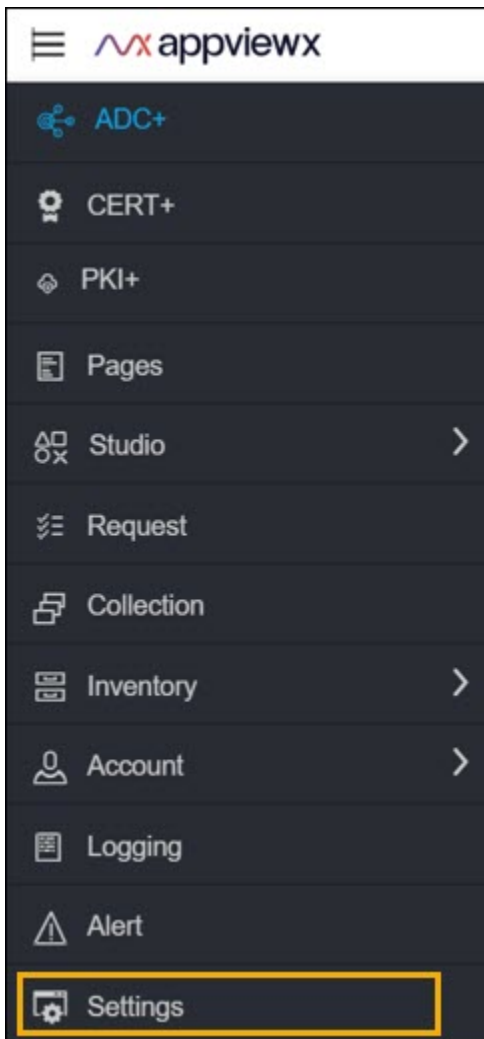 appviewx
ADC+
CERT+
PKI+
Pages
Studio
Request
Collection
Inventory
Account
Logging
Alert
Settings